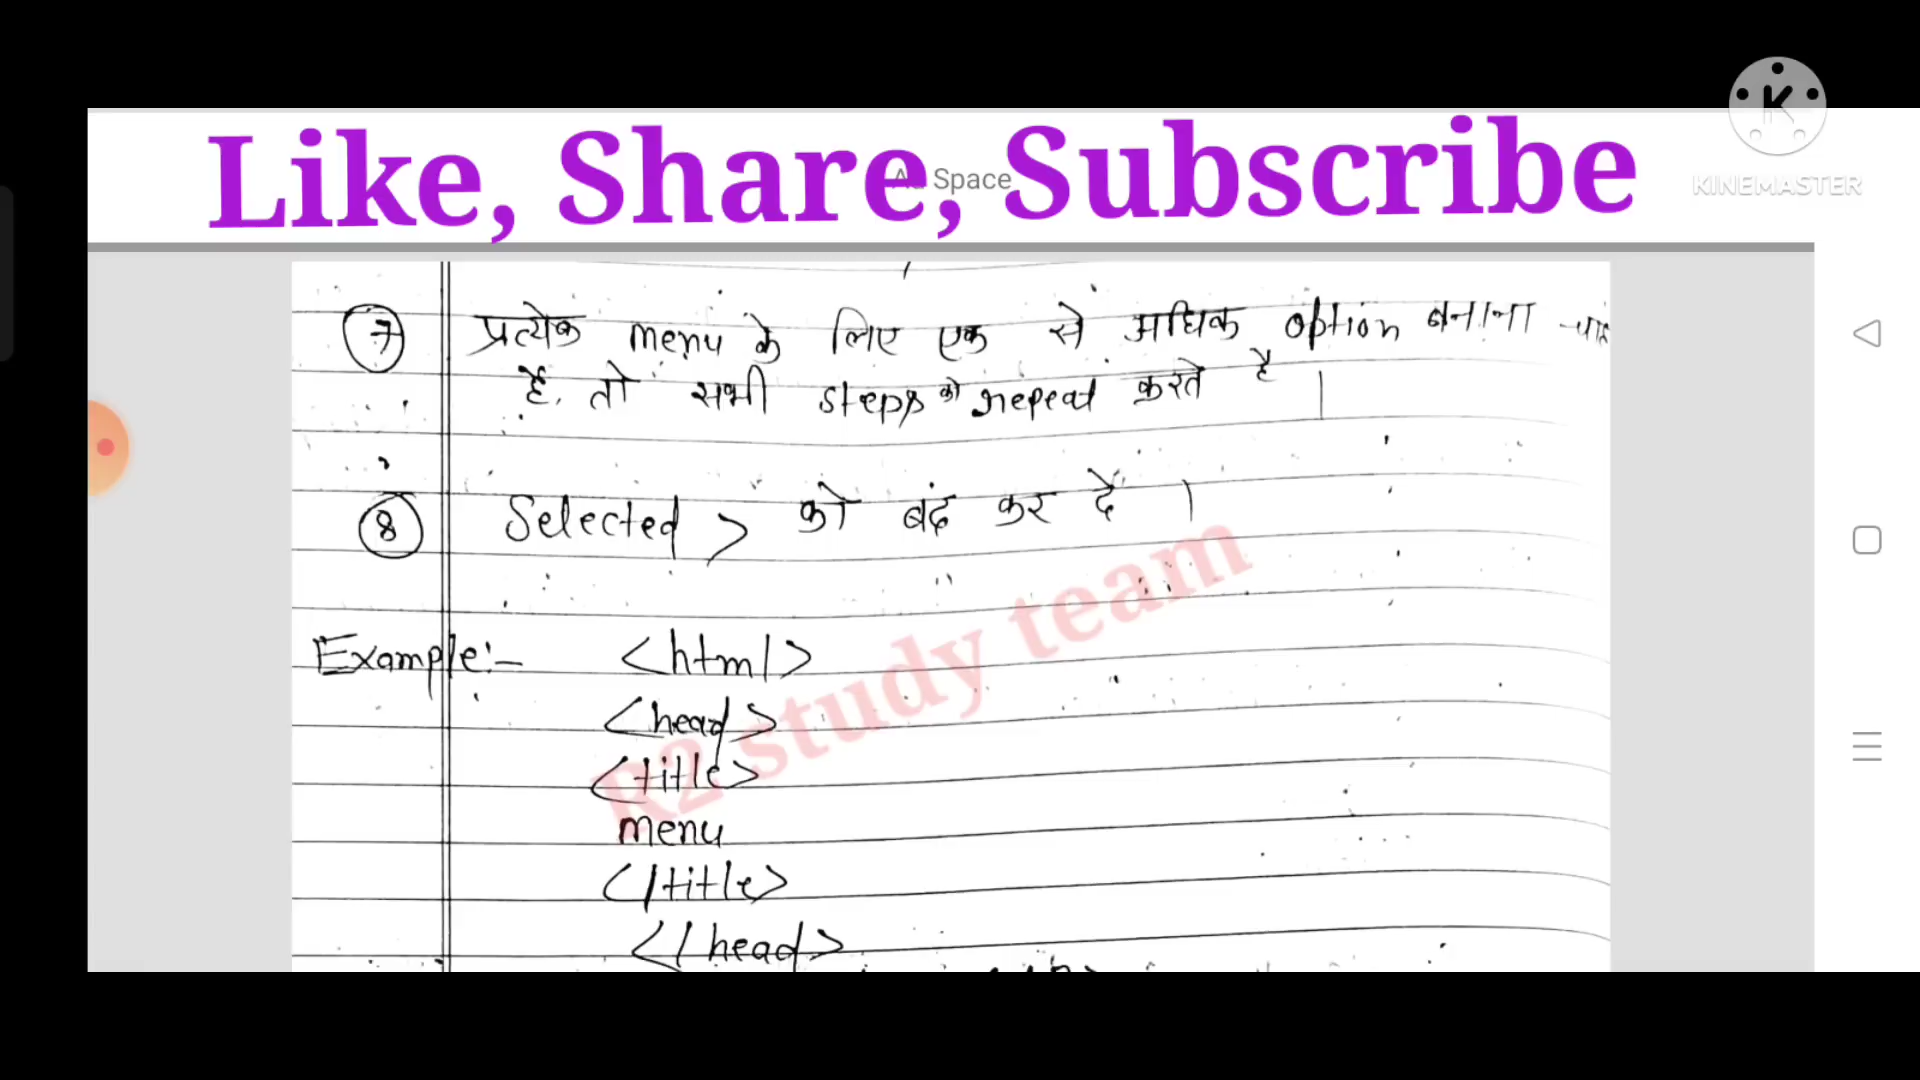 Like, Share, Subscribe
Space
KINEMASTER
7 प्रत्येक menu के लिए एक से अधिक option बनाना
हैं. तो सभी steps को repeat करते है ।
8 Selected > को बंद कर दें ।
Example:- <html>
<head>
<title>
menu
</title>
</head>
R2 study team